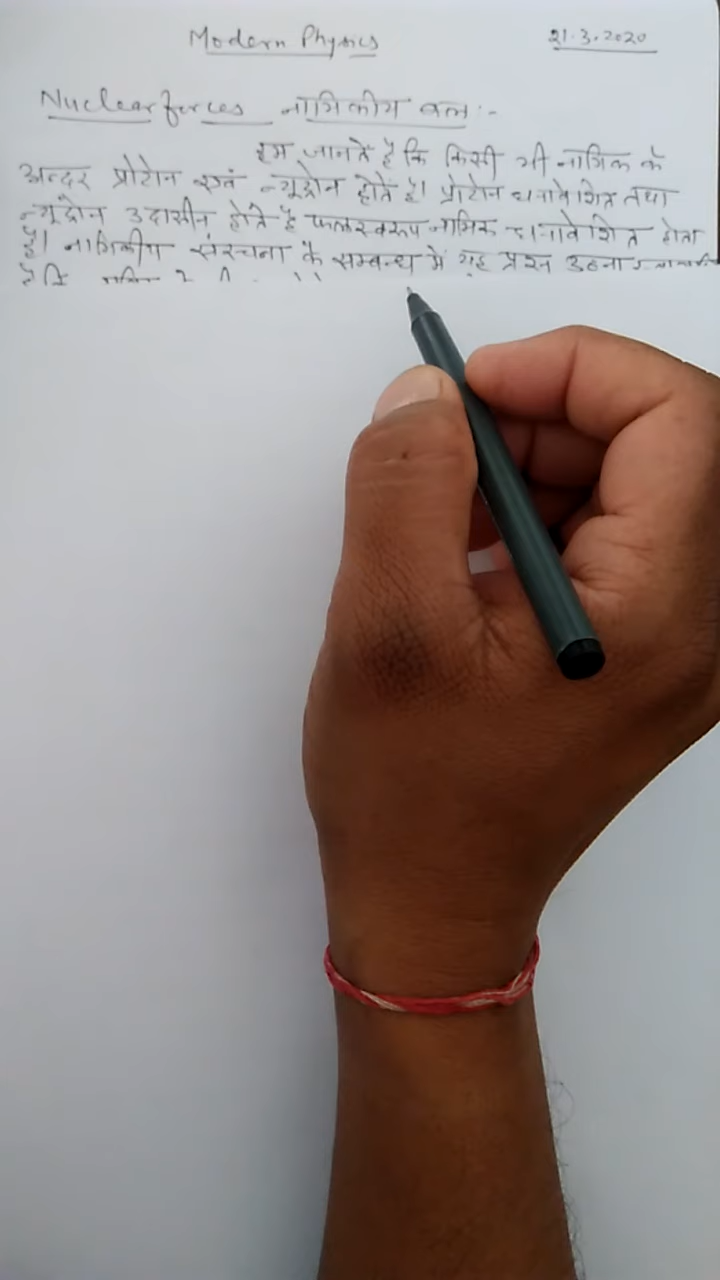 Modern Physics 21.3.2020
Nuclear forces नाभिकीय बल :-
हम जानते है कि किसी भी नाभिक के
अन्दर प्रोटोन एवं न्यूट्रोन होते है। प्रोटोन धनावेशित तथा
न्यूट्रोन उदासीन होते है फलस्वरूप नाभिक धनावेशित होता
है। नाभिकीय संरचना के सम्बन्ध में यह प्रश्न उठना
है कि